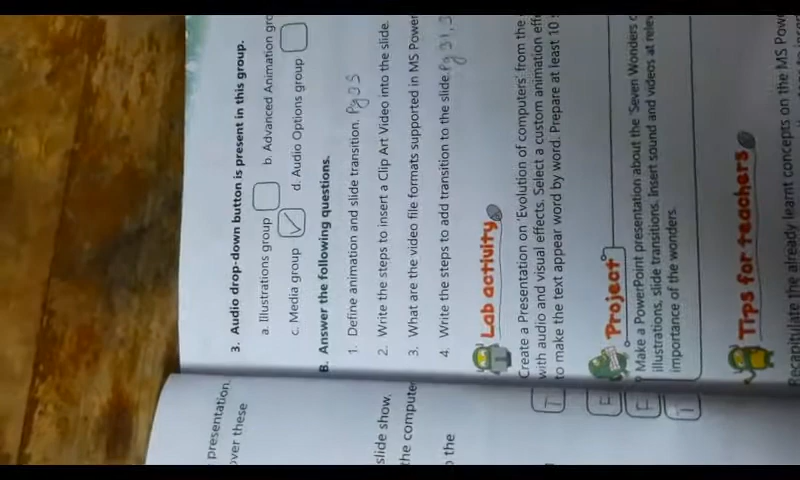 presentation.
over these
slide show.
the computer
the
3. Audio drop-down button is present in this group.
a. Illustrations group
b. Advanced Animation
c. Media group ✓
d. Audio Options group
B. Answer the following questions.
1. Define animation and slide transition. Pg 35
2. Write the steps to insert a Clip Art Video into the slide.
3. What are the video file formats supported in MS Power
4. Write the steps to add transition to the slide. Pg 31, 3
Lab activity
Create a Presentation on 'Evolution of computers' from the
with audio and visual effects. Select a custom animation
to make the text appear word by word. Prepare at least 10
Project
Make a PowerPoint presentation about the 'Seven Wonders
illustrations, slide transitions. Insert sound and videos at
importance of the wonders.
Tips for teachers
Recapitulate the already learnt concepts on the MS